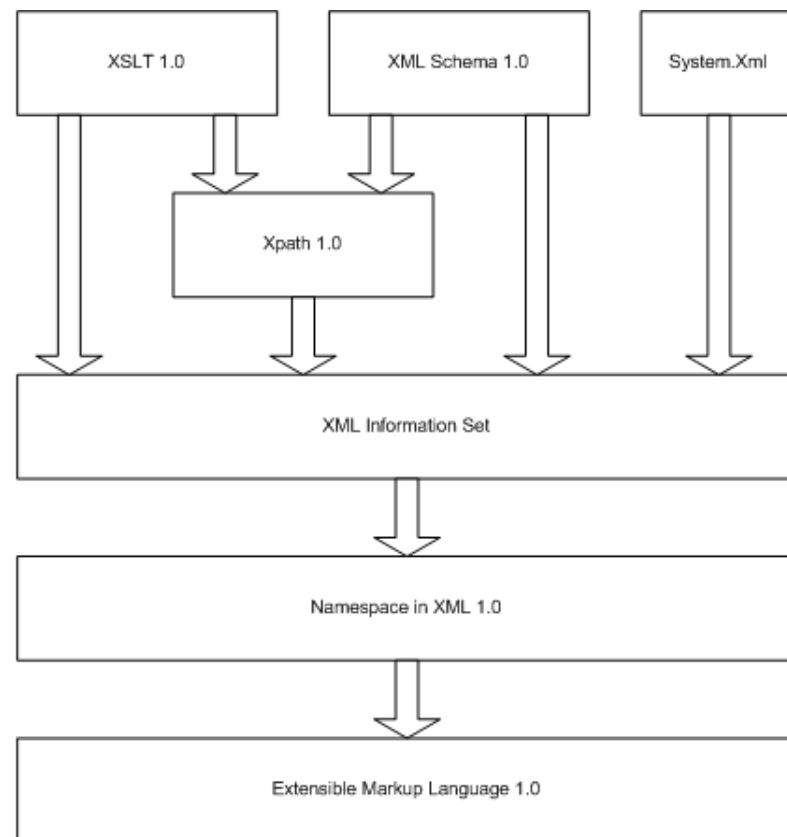 XSLT 1.0
XML Schema 1.0
System.Xml
Xpath 1.0
XML Information Set
Namespace in XML 1.0
Extensible Markup Language 1.0